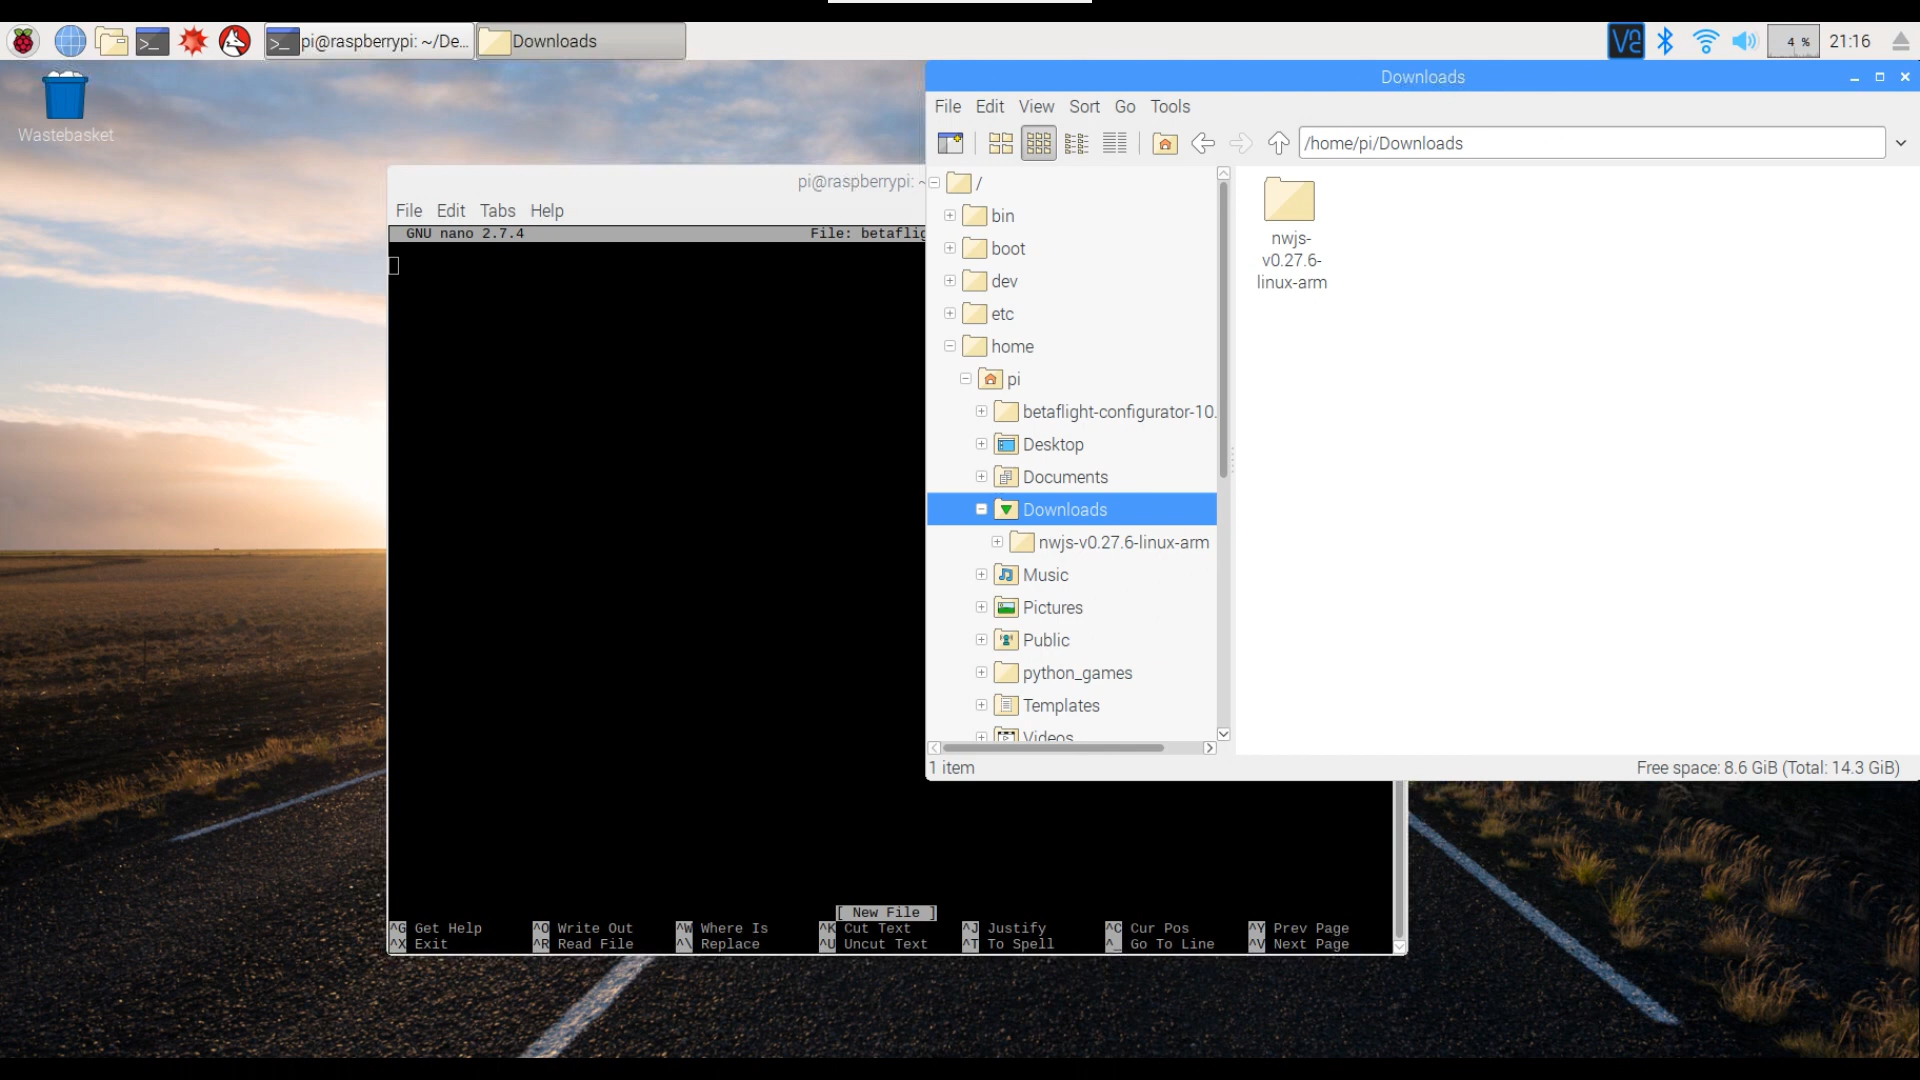 pi@raspberrypi: ~/De...
Downloads
4 %
21:16
Wastebasket
Downloads
File Edit View Sort Go Tools
/home/pi/Downloads
/
bin
boot
dev
etc
home
pi
betaflight-configurator-10.
Desktop
Documents
Downloads
nwjs-v0.27.6-linux-arm
Music
Pictures
Public
python_games
Templates
Videos
nwjs-
v0.27.6-
linux-arm
1 item
Free space: 8.6 GiB (Total: 14.3 GiB)
pi@raspberrypi: ~
File Edit Tabs Help
GNU nano 2.7.4 File: betaflig
[ New File ]
^G Get Help ^O Write Out ^W Where Is ^K Cut Text ^J Justify ^C Cur Pos ^Y Prev Page
^X Exit ^R Read File ^\ Replace ^U Uncut Text ^T To Spell ^_ Go To Line ^V Next Page